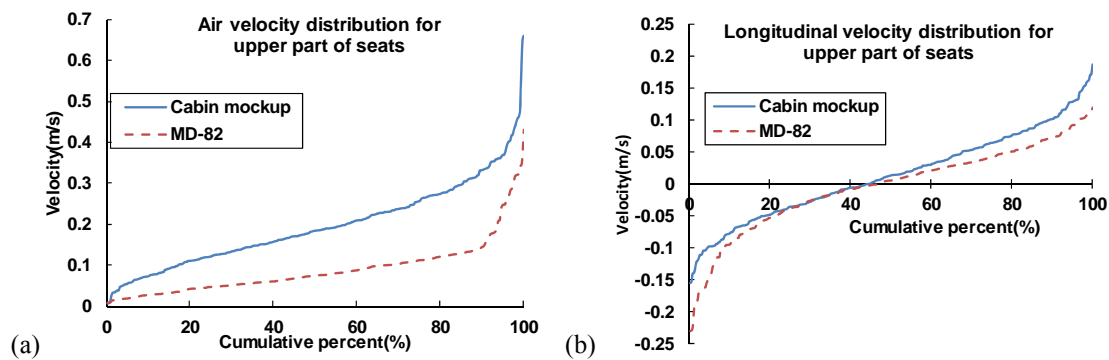 Air velocity distribution for
upper part of seats
0.7
0.6
0.5
0.4
0.3
0.2
0.1
0
Velocity(m/s)
Cabin mockup
MD-82
0 20 40 60 80 100
Cumulative percent(%)
(a)
Longitudinal velocity distribution for
upper part of seats
0.25
0.2
0.15
0.1
0.05
0
-0.05
-0.1
-0.15
-0.2
-0.25
Velocity(m/s)
Cabin mockup
MD-82
0 20 40 60 80 100
Cumulative percent(%)
(b)